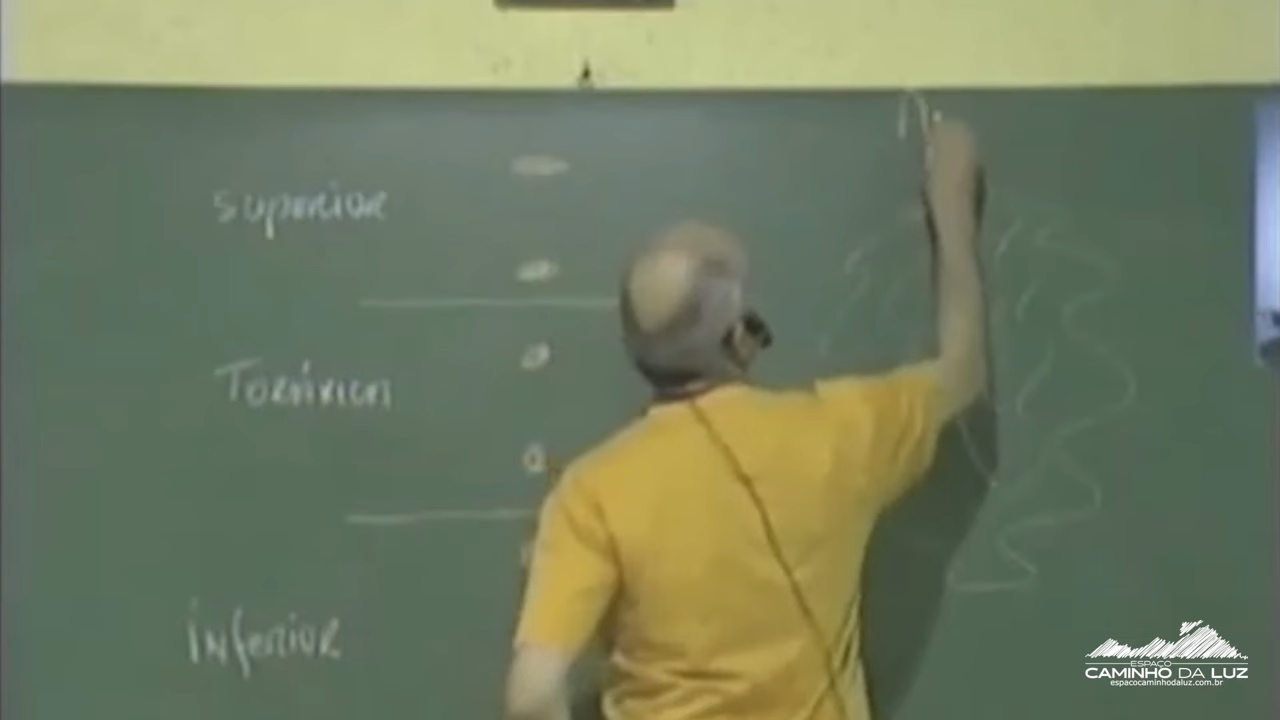 superior
Toráxica
inferior
ESPAÇO
CAMINHO DA LUZ
espacocaminhodaluz.com.br